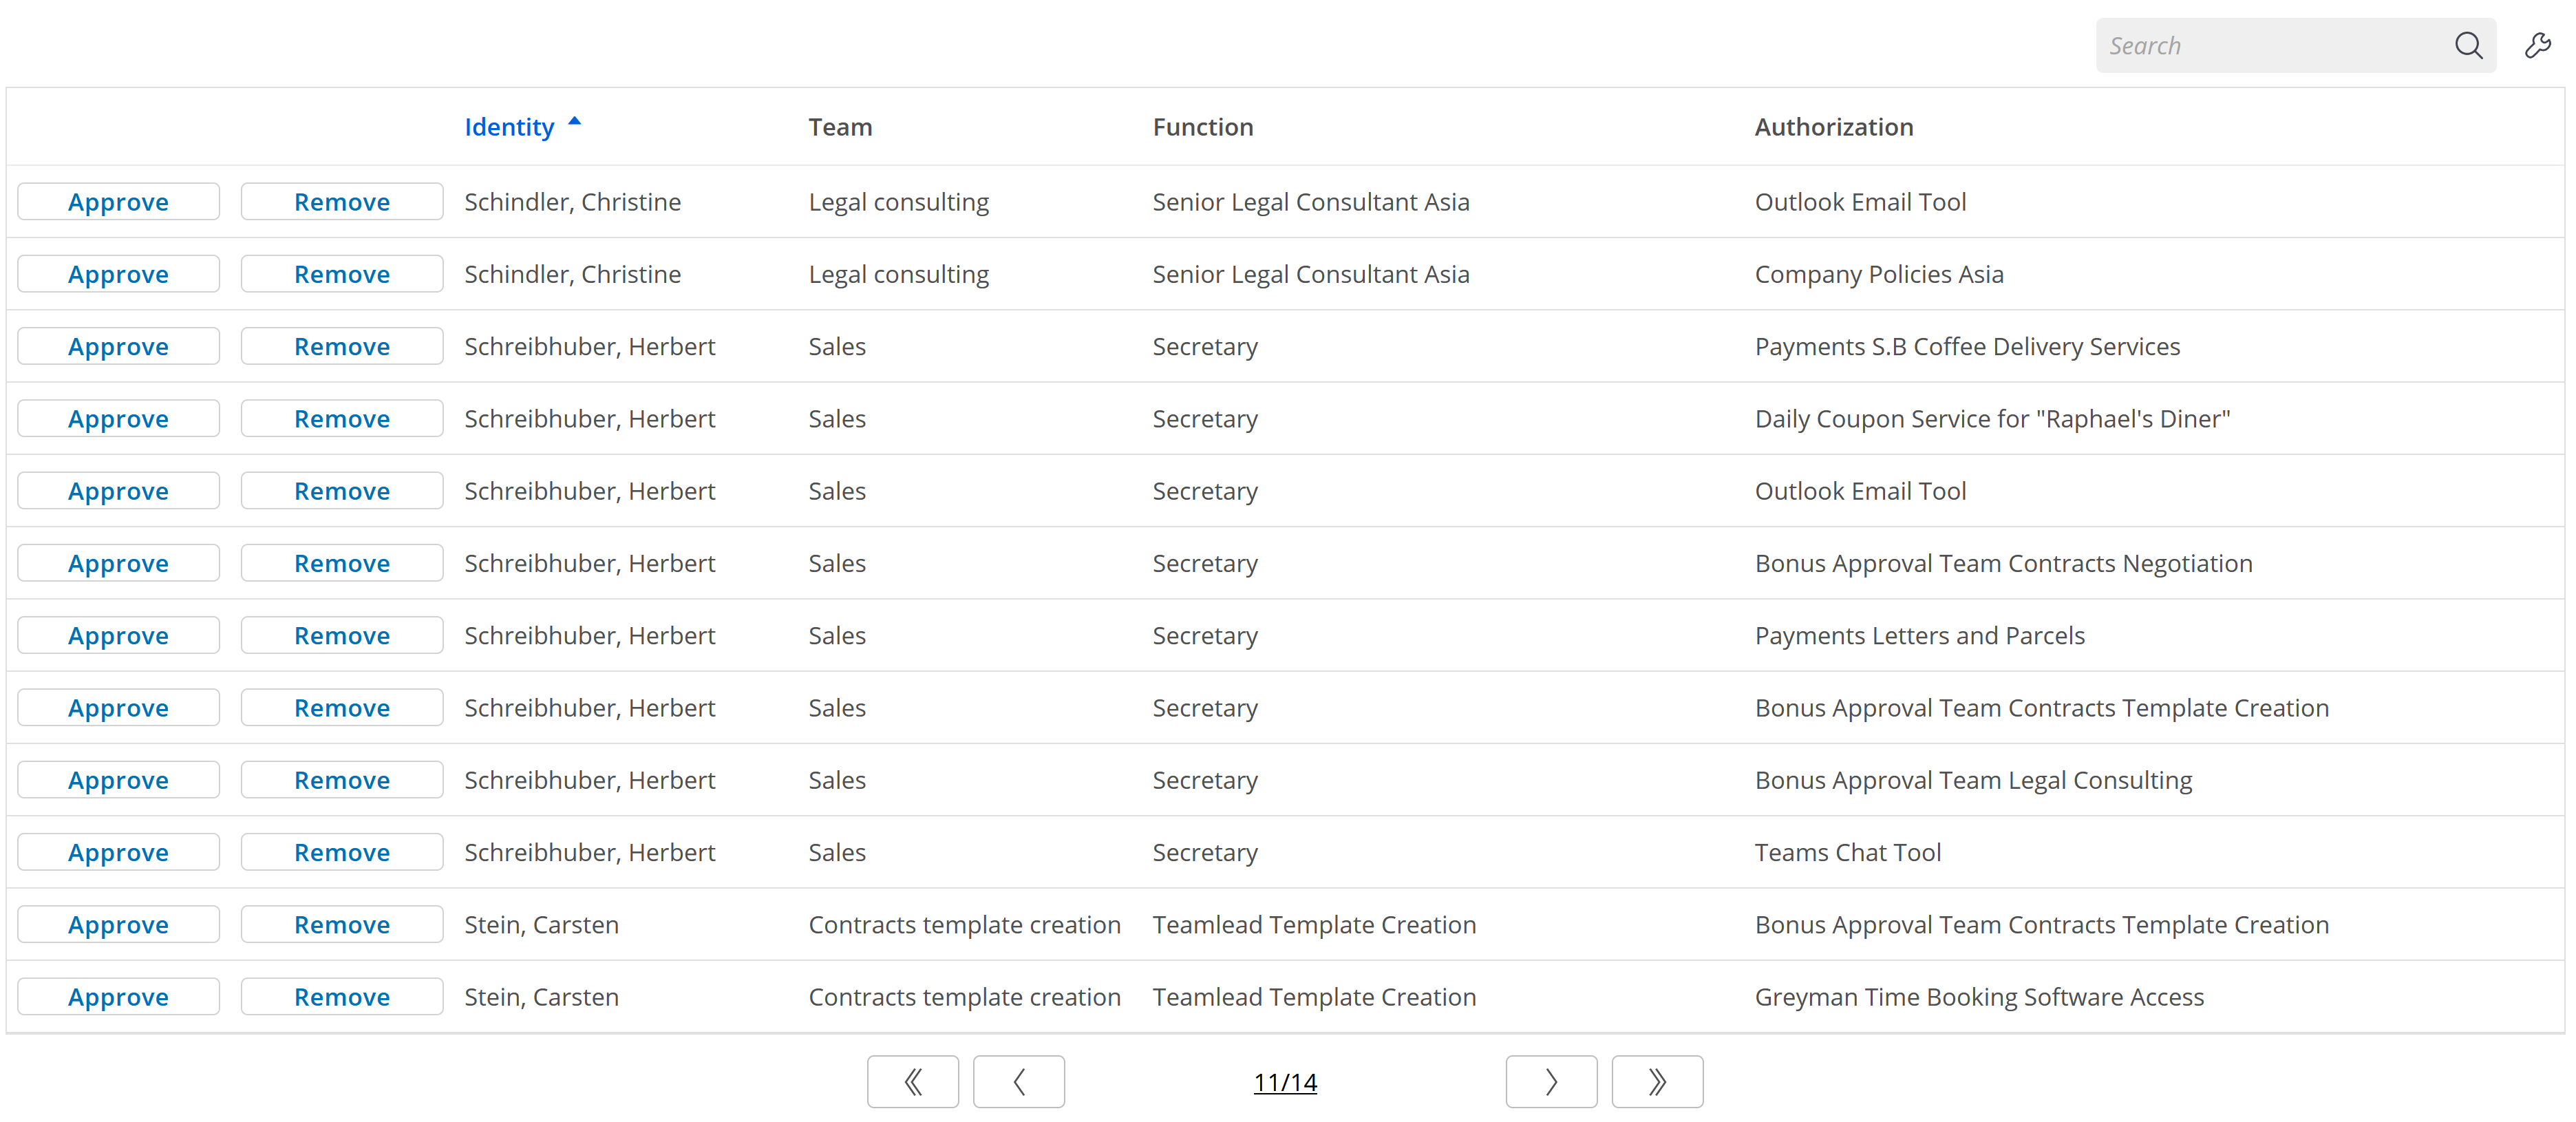 Search
Identity Team Function Authorization
Approve Remove Schindler, Christine Legal consulting Senior Legal Consultant Asia Outlook Email Tool
Approve Remove Schindler, Christine Legal consulting Senior Legal Consultant Asia Company Policies Asia
Approve Remove Schreibhuber, Herbert Sales Secretary Payments S.B Coffee Delivery Services
Approve Remove Schreibhuber, Herbert Sales Secretary Daily Coupon Service for "Raphael's Diner"
Approve Remove Schreibhuber, Herbert Sales Secretary Outlook Email Tool
Approve Remove Schreibhuber, Herbert Sales Secretary Bonus Approval Team Contracts Negotiation
Approve Remove Schreibhuber, Herbert Sales Secretary Payments Letters and Parcels
Approve Remove Schreibhuber, Herbert Sales Secretary Bonus Approval Team Contracts Template Creation
Approve Remove Schreibhuber, Herbert Sales Secretary Bonus Approval Team Legal Consulting
Approve Remove Schreibhuber, Herbert Sales Secretary Teams Chat Tool
Approve Remove Stein, Carsten Contracts template creation Teamlead Template Creation Bonus Approval Team Contracts Template Creation
Approve Remove Stein, Carsten Contracts template creation Teamlead Template Creation Greyman Time Booking Software Access
11/14